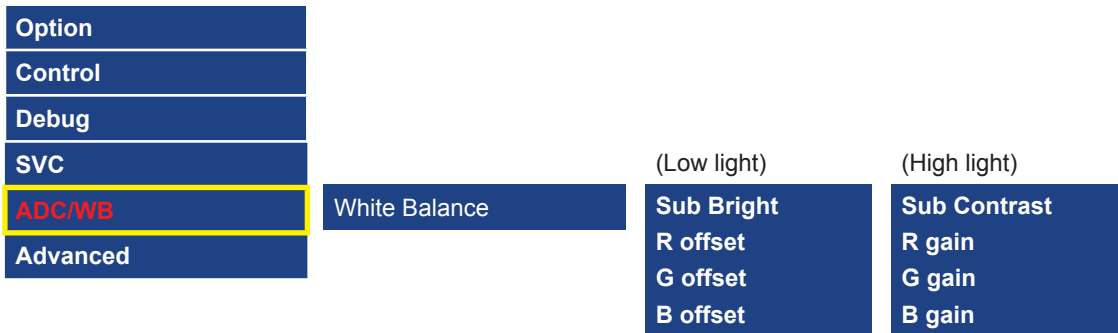 Option
Control
Debug
SVC
ADC/WB
Advanced
White Balance
(Low light)
Sub Bright
R offset
G offset
B offset
(High light)
Sub Contrast
R gain
G gain
B gain